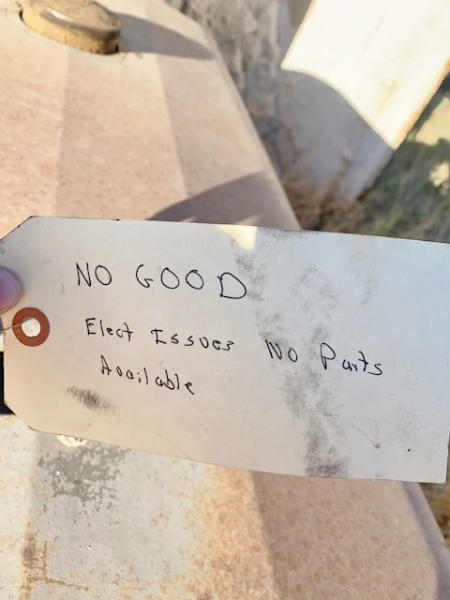 NO GOOD
Elect Issues No Parts
Available